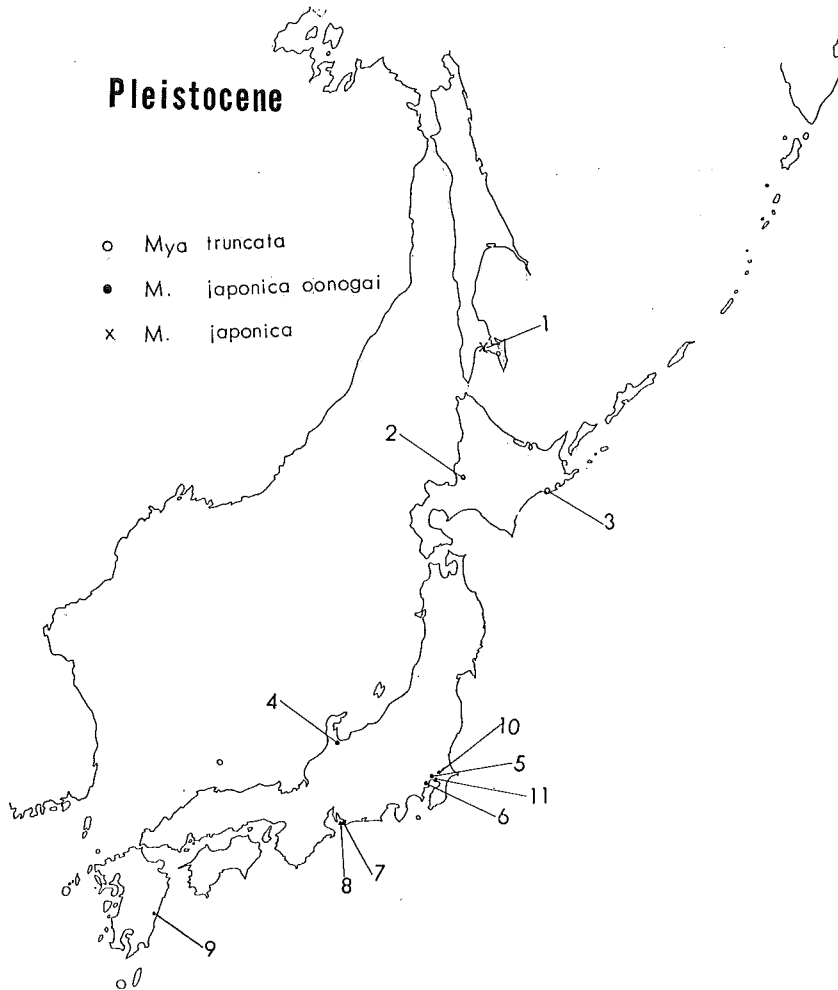 Pleistocene
o Mya truncata
● M. japonica oonogai
x M. japonica
1
2
3
4
10
5
11
6
7
8
9